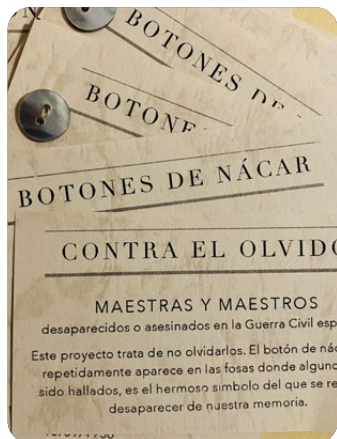 BOTONES DE
BOTONE
BOTONES DE NÁCAR
CONTRA EL OLVIDO
MAESTRAS Y MAESTROS
desaparecidos o asesinados en la Guerra Civil esp
Este proyecto trata de no olvidarlos. El botón de nác
repetidamente aparece en las fosas donde alguno
sido hallados, es el hermoso símbolo del que se re
desaparecer de nuestra memoria.